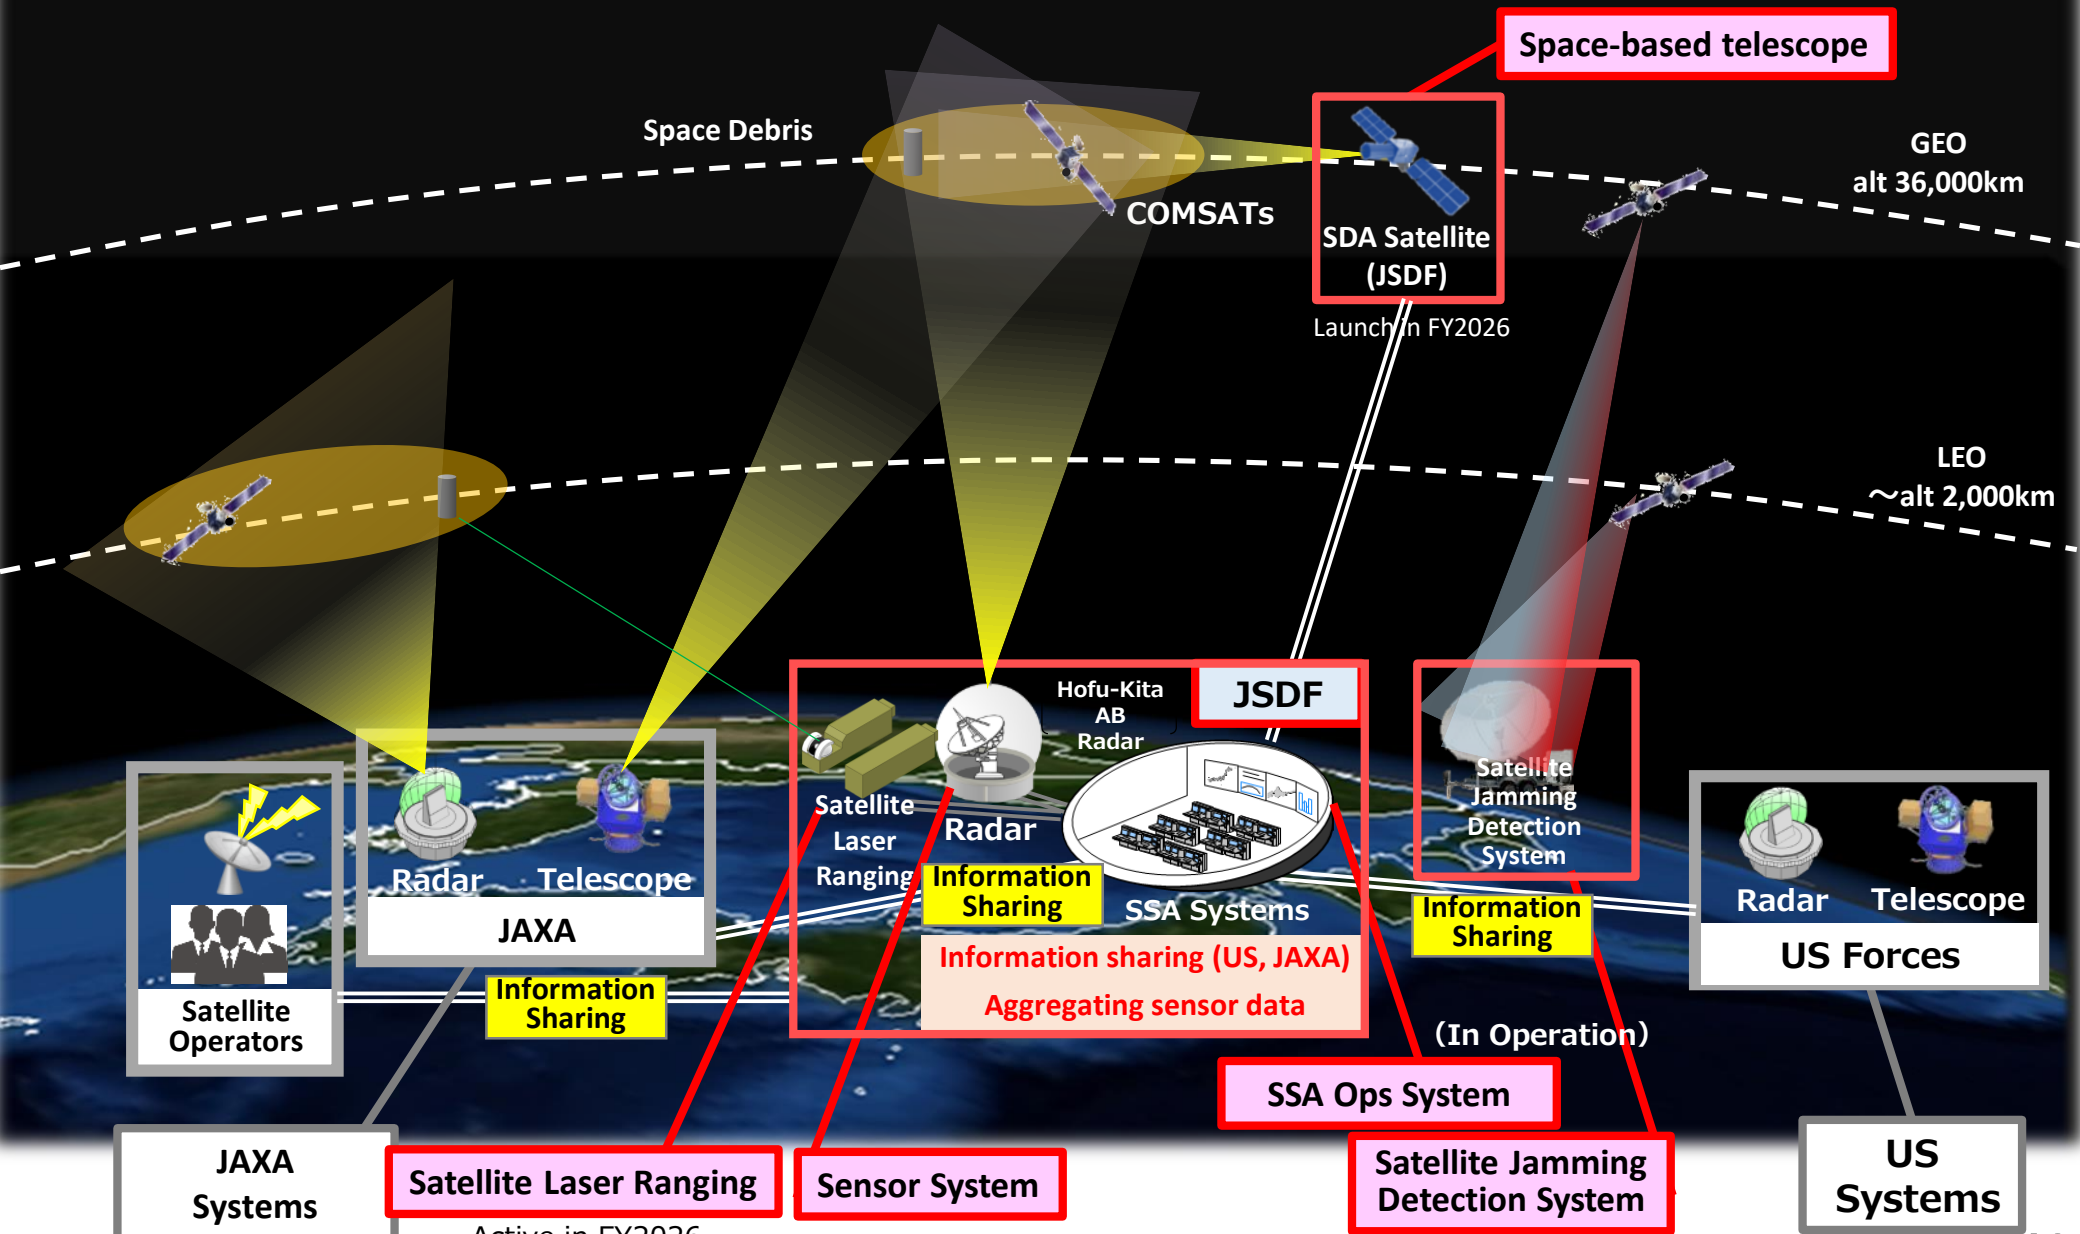 Space-based telescope
Space Debris
GEO
alt 36,000km
COMSATs
SDA Satellite
(JSDF)
Launch in FY2026
LEO
～alt 2,000km
Hofu-Kita
AB
Radar
JSDF
Satellite
Laser
Ranging
Radar
Satellite
Jamming
Detection
System
Radar
Telescope
JAXA
Information
Sharing
SSA Systems
Information
Sharing
Radar
Telescope
US Forces
Information sharing (US, JAXA)
Aggregating sensor data
Satellite
Operators
Information
Sharing
(In Operation)
SSA Ops System
JAXA
Systems
Satellite Laser Ranging
Active in FY2026
Sensor System
Satellite Jamming
Detection System
US
Systems